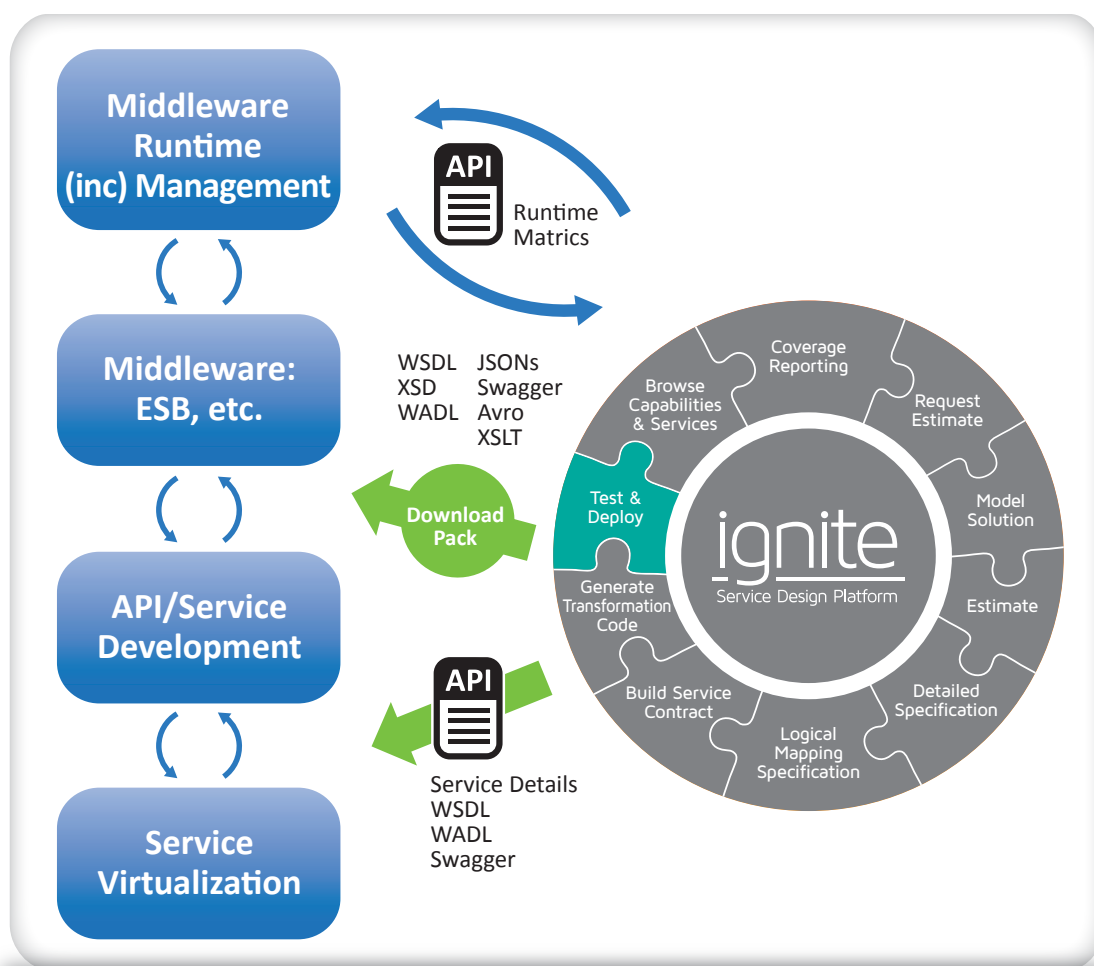 Middleware
Runtime
(inc) Management
API
Runtime
Matrics
Middleware:
ESB, etc.
WSDL JSONs
XSD Swagger
WADL Avro
XSLT
Download
Pack
API/Service
Development
API
Service Details
WSDL
WADL
Swagger
Service
Virtualization
Coverage
Reporting
Request
Estimate
Model
Solution
Estimate
Detailed
Specification
Logical
Mapping
Specification
Build Service
Contract
Generate
Transformation
Code
Test &
Deploy
Browse
Capabilities
& Services
ignite
Service Design Platform